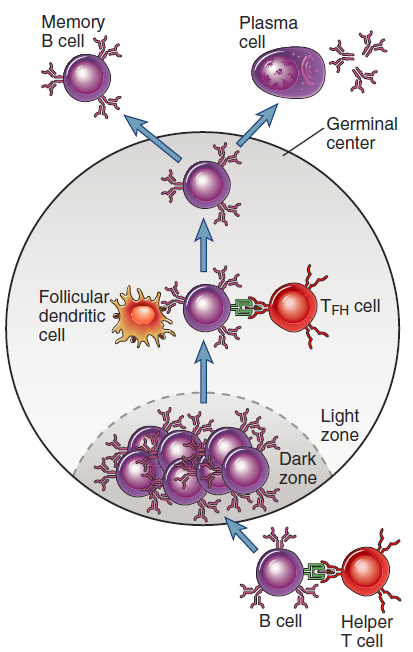 Memory
B cell
Plasma
cell
Germinal
center
Follicular
dendritic
cell
TFH cell
Light
zone
Dark
zone
B cell
Helper
T cell